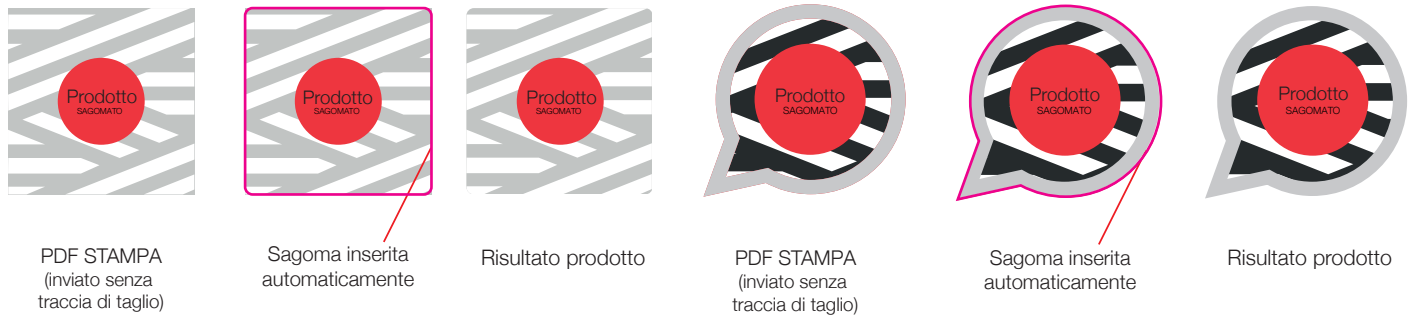 Prodotto
SAGOMATO
Prodotto
SAGOMATO
Prodotto
SAGOMATO
Prodotto
SAGOMATO
Prodotto
SAGOMATO
Prodotto
SAGOMATO
PDF STAMPA
(inviato senza
traccia di taglio)
Sagoma inserita
automaticamente
Risultato prodotto
PDF STAMPA
(inviato senza
traccia di taglio)
Sagoma inserita
automaticamente
Risultato prodotto